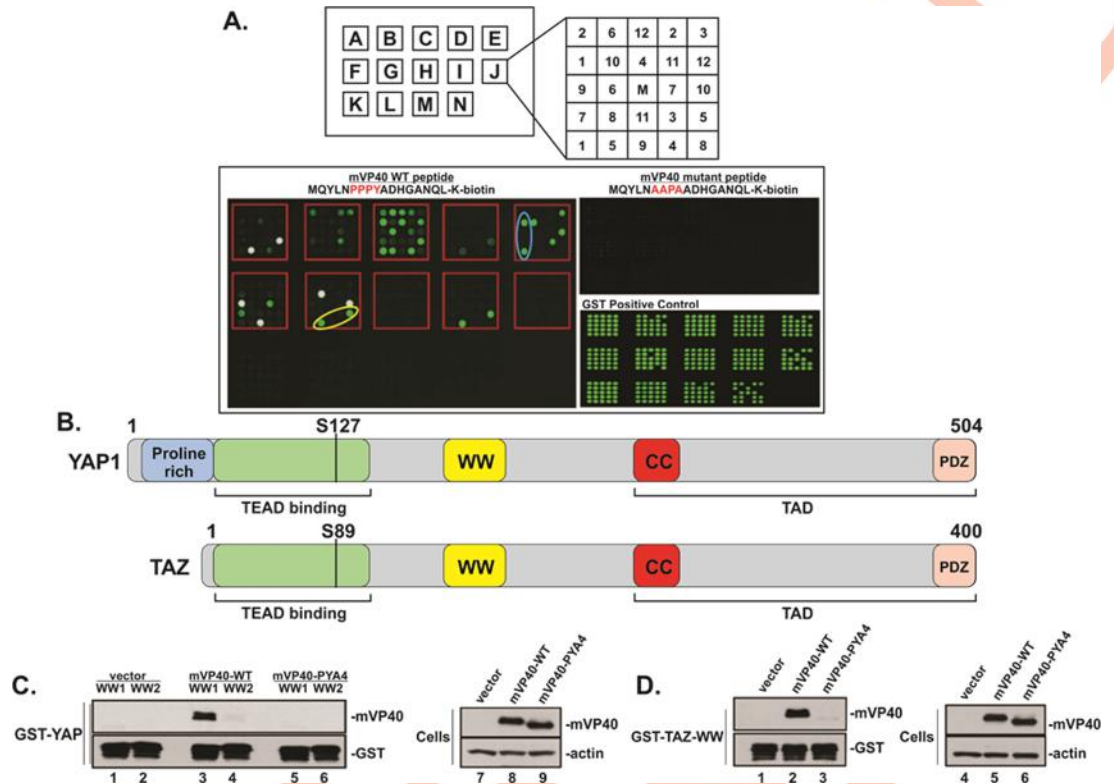 A.
A B C D E
F G H I J
K L M N
2 6 12 2 3
1 10 4 11 12
9 6 M 7 10
7 8 11 3 5
1 5 9 4 8
mVP40 WT peptide
MQYLNPPPYADHGANQL-K-biotin
mVP40 mutant peptide
MQYLNAAPAADHGANQL-K-biotin
GST Positive Control
B.
1 S127 504
YAP1 Proline rich WW CC PDZ
TEAD binding TAD
1 S89 400
TAZ WW CC PDZ
TEAD binding TAD
C.
vector mVP40-WT mVP40-PYA4
WW1 WW2 WW1 WW2 WW1 WW2
GST-YAP
-mVP40
-GST
1 2 3 4 5 6
vector mVP40-WT mVP40-PYA4
Cells
-mVP40
-actin
7 8 9
D.
vector mVP40-WT mVP40-PYA4
GST-TAZ-WW
-mVP40
-GST
1 2 3
vector mVP40-WT mVP40-PYA4
Cells
-mVP40
-actin
4 5 6